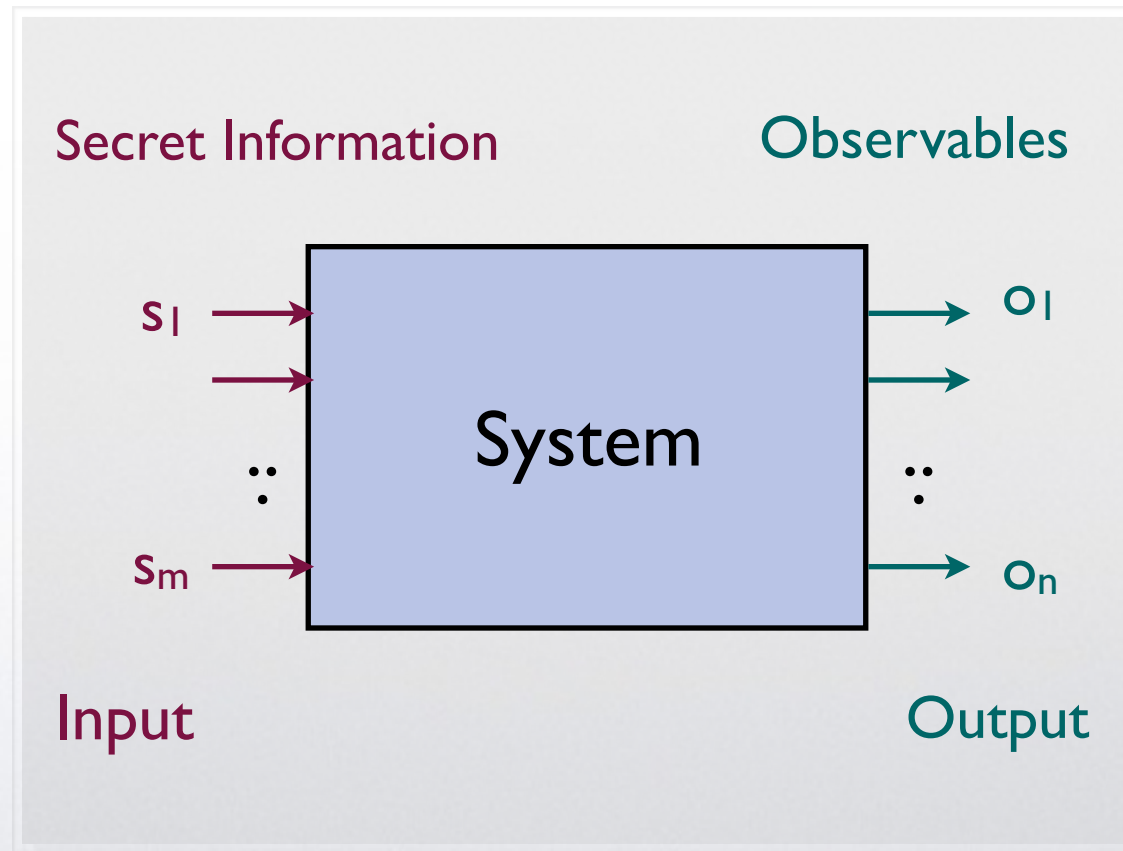 Secret Information
Observables
s1
o1
System
sm
on
Input
Output